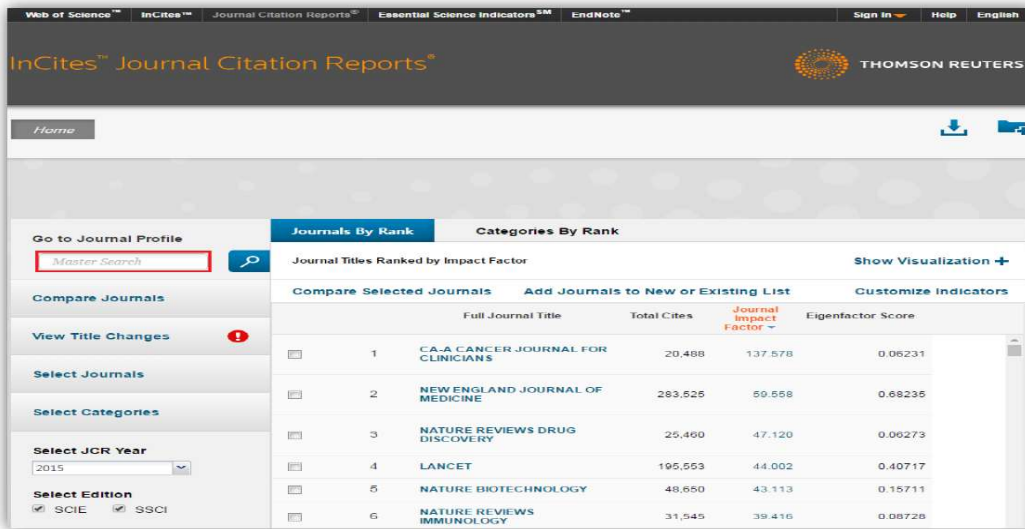 Web of Science™ InCites™ Journal Citation Reports® Essential Science Indicators℠ EndNote™ Sign In Help English
InCites™ Journal Citation Reports® THOMSON REUTERS
Home
Go to Journal Profile
Master Search
Compare Journals
View Title Changes
Select Journals
Select Categories
Select JCR Year
2015
Select Edition
SCIE SSCI
Journals By Rank Categories By Rank
Journal Titles Ranked by Impact Factor Show Visualization +
Compare Selected Journals Add Journals to New or Existing List Customize Indicators
Full Journal Title Total Cites Journal Impact Factor Eigenfactor Score
1 CA-A CANCER JOURNAL FOR CLINICIANS 20,488 137.578 0.06231
2 NEW ENGLAND JOURNAL OF MEDICINE 283,525 59.558 0.68235
3 NATURE REVIEWS DRUG DISCOVERY 25,460 47.120 0.06273
4 LANCET 195,553 44.002 0.40717
5 NATURE BIOTECHNOLOGY 48,650 43.113 0.15711
6 NATURE REVIEWS IMMUNOLOGY 31,545 39.416 0.08728